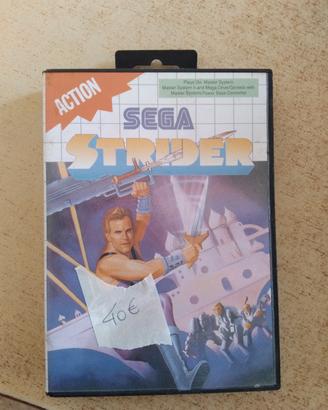 Plays On: Master System,
Master System II and Mega Drive/Genesis with
Master System/Power Base Converter
ACTION
SEGA
STRIDER
40€